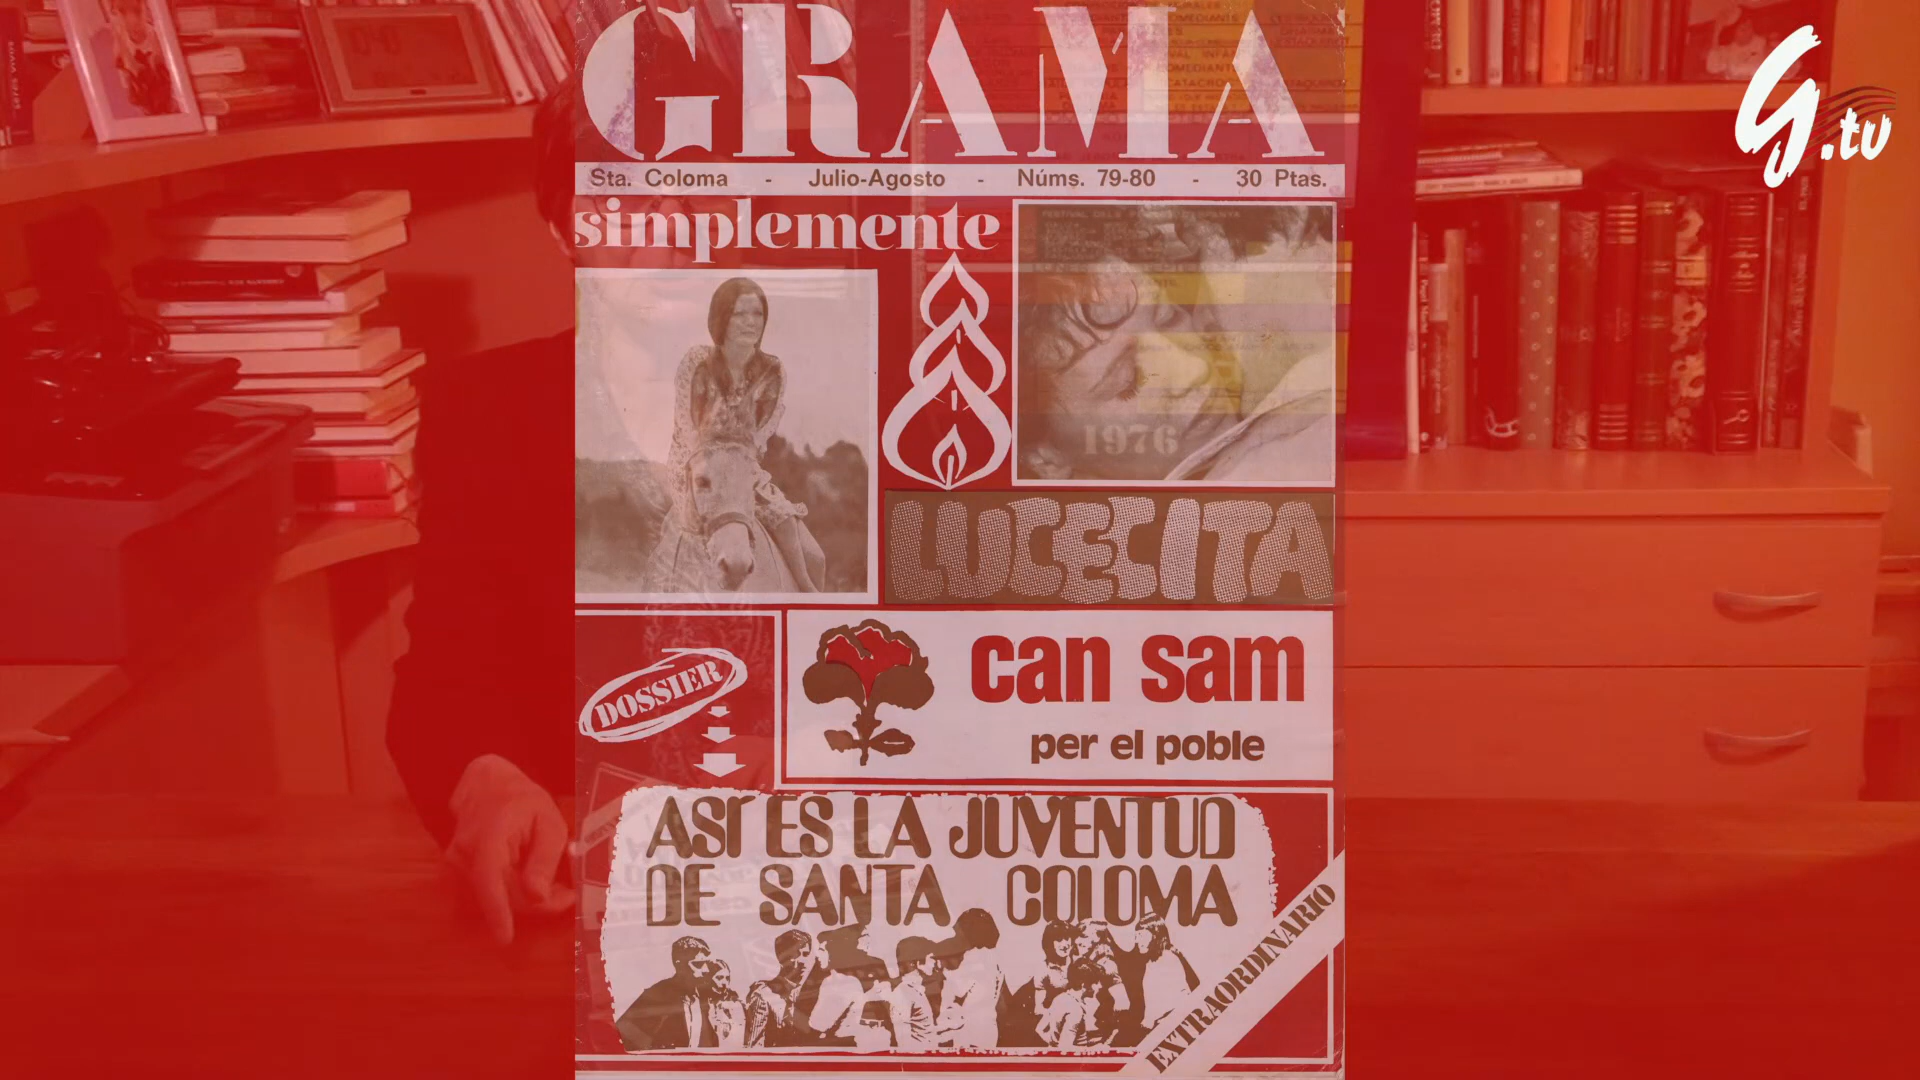 GRAMA
Sta. Coloma - Julio-Agosto - Núms. 79-80 - 30 Ptas.
simplemente
1976
LUCECITA
DOSSIER
can sam
per el poble
ASI ES LA JUVENTUD
DE SANTA COLOMA
EXTRAORDINARIO
G.tv